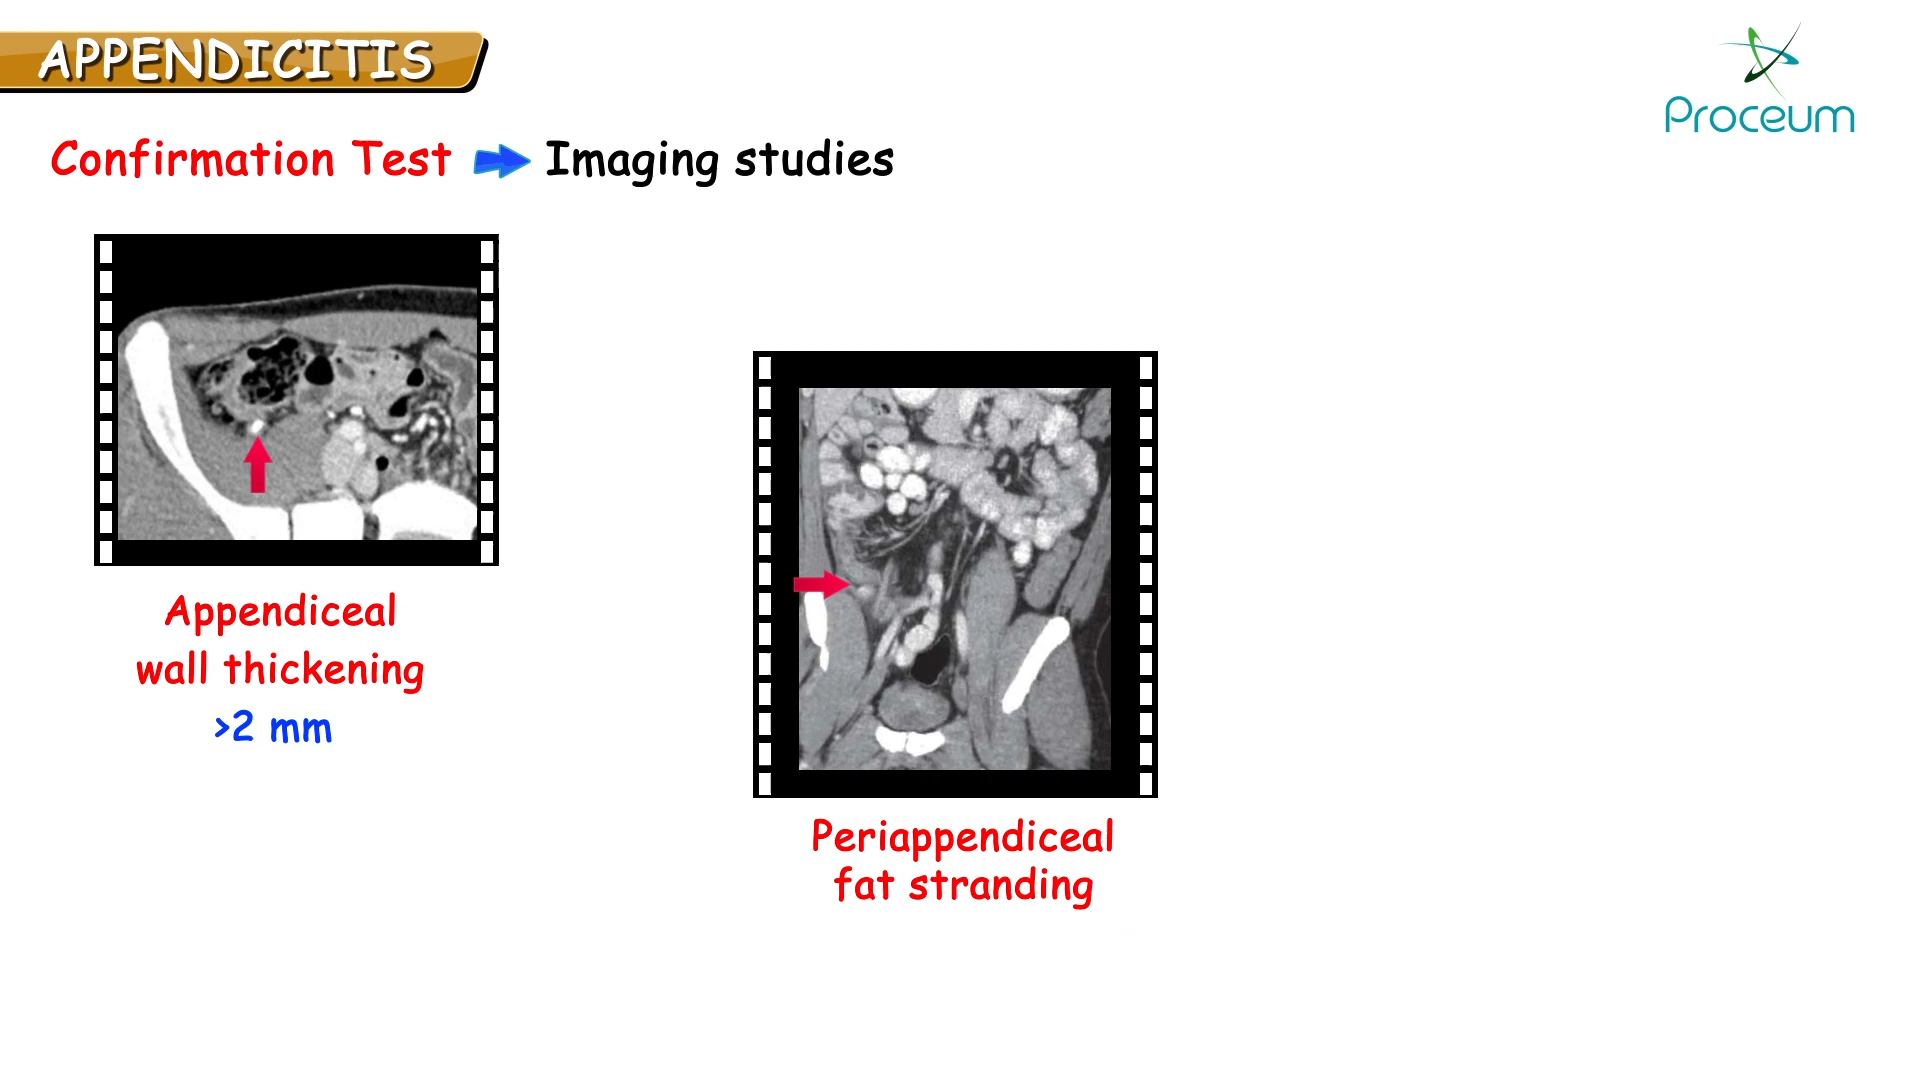 APPENDICITIS
Proceum
Confirmation Test Imaging studies
Appendiceal
wall thickening
>2 mm
Periappendiceal
fat stranding